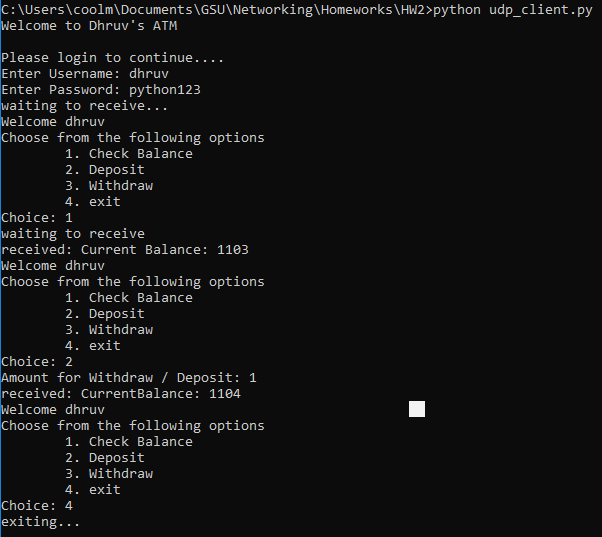 C:\Users\coolm\Documents\GSU\Networking\Homeworks\HW2>python udp_client.py
Welcome to Dhruv's ATM

Please login to continue....
Enter Username: dhruv
Enter Password: python123
waiting to receive...
Welcome dhruv
Choose from the following options
        1. Check Balance
        2. Deposit
        3. Withdraw
        4. exit
Choice: 1
waiting to receive
received: Current Balance: 1103
Welcome dhruv
Choose from the following options
        1. Check Balance
        2. Deposit
        3. Withdraw
        4. exit
Choice: 2
Amount for Withdraw / Deposit: 1
received: CurrentBalance: 1104
Welcome dhruv
Choose from the following options
        1. Check Balance
        2. Deposit
        3. Withdraw
        4. exit
Choice: 4
exiting...